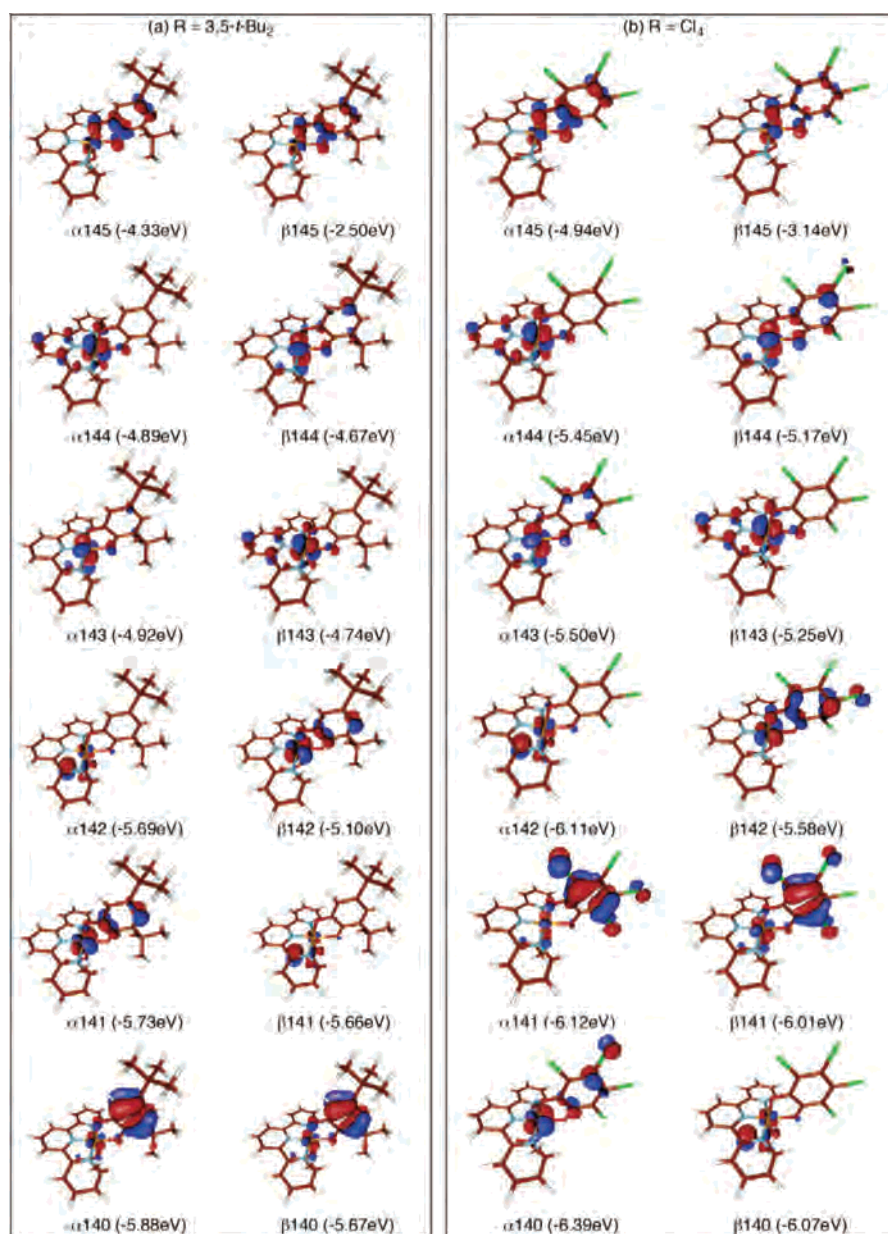 (a) R = 3,5-t-Bu₂
(b) R = Cl₄
α145 (-4.33eV)
β145 (-2.50eV)
α145 (-4.94eV)
β145 (-3.14eV)
α144 (-4.89eV)
β144 (-4.67eV)
α144 (-5.45eV)
β144 (-5.17eV)
α143 (-4.92eV)
β143 (-4.74eV)
α143 (-5.50eV)
β143 (-5.25eV)
α142 (-5.69eV)
β142 (-5.10eV)
α142 (-6.11eV)
β142 (-5.58eV)
α141 (-5.73eV)
β141 (-5.66eV)
α141 (-6.12eV)
β141 (-6.01eV)
α140 (-5.88eV)
β140 (-5.67eV)
α140 (-6.39eV)
β140 (-6.07eV)